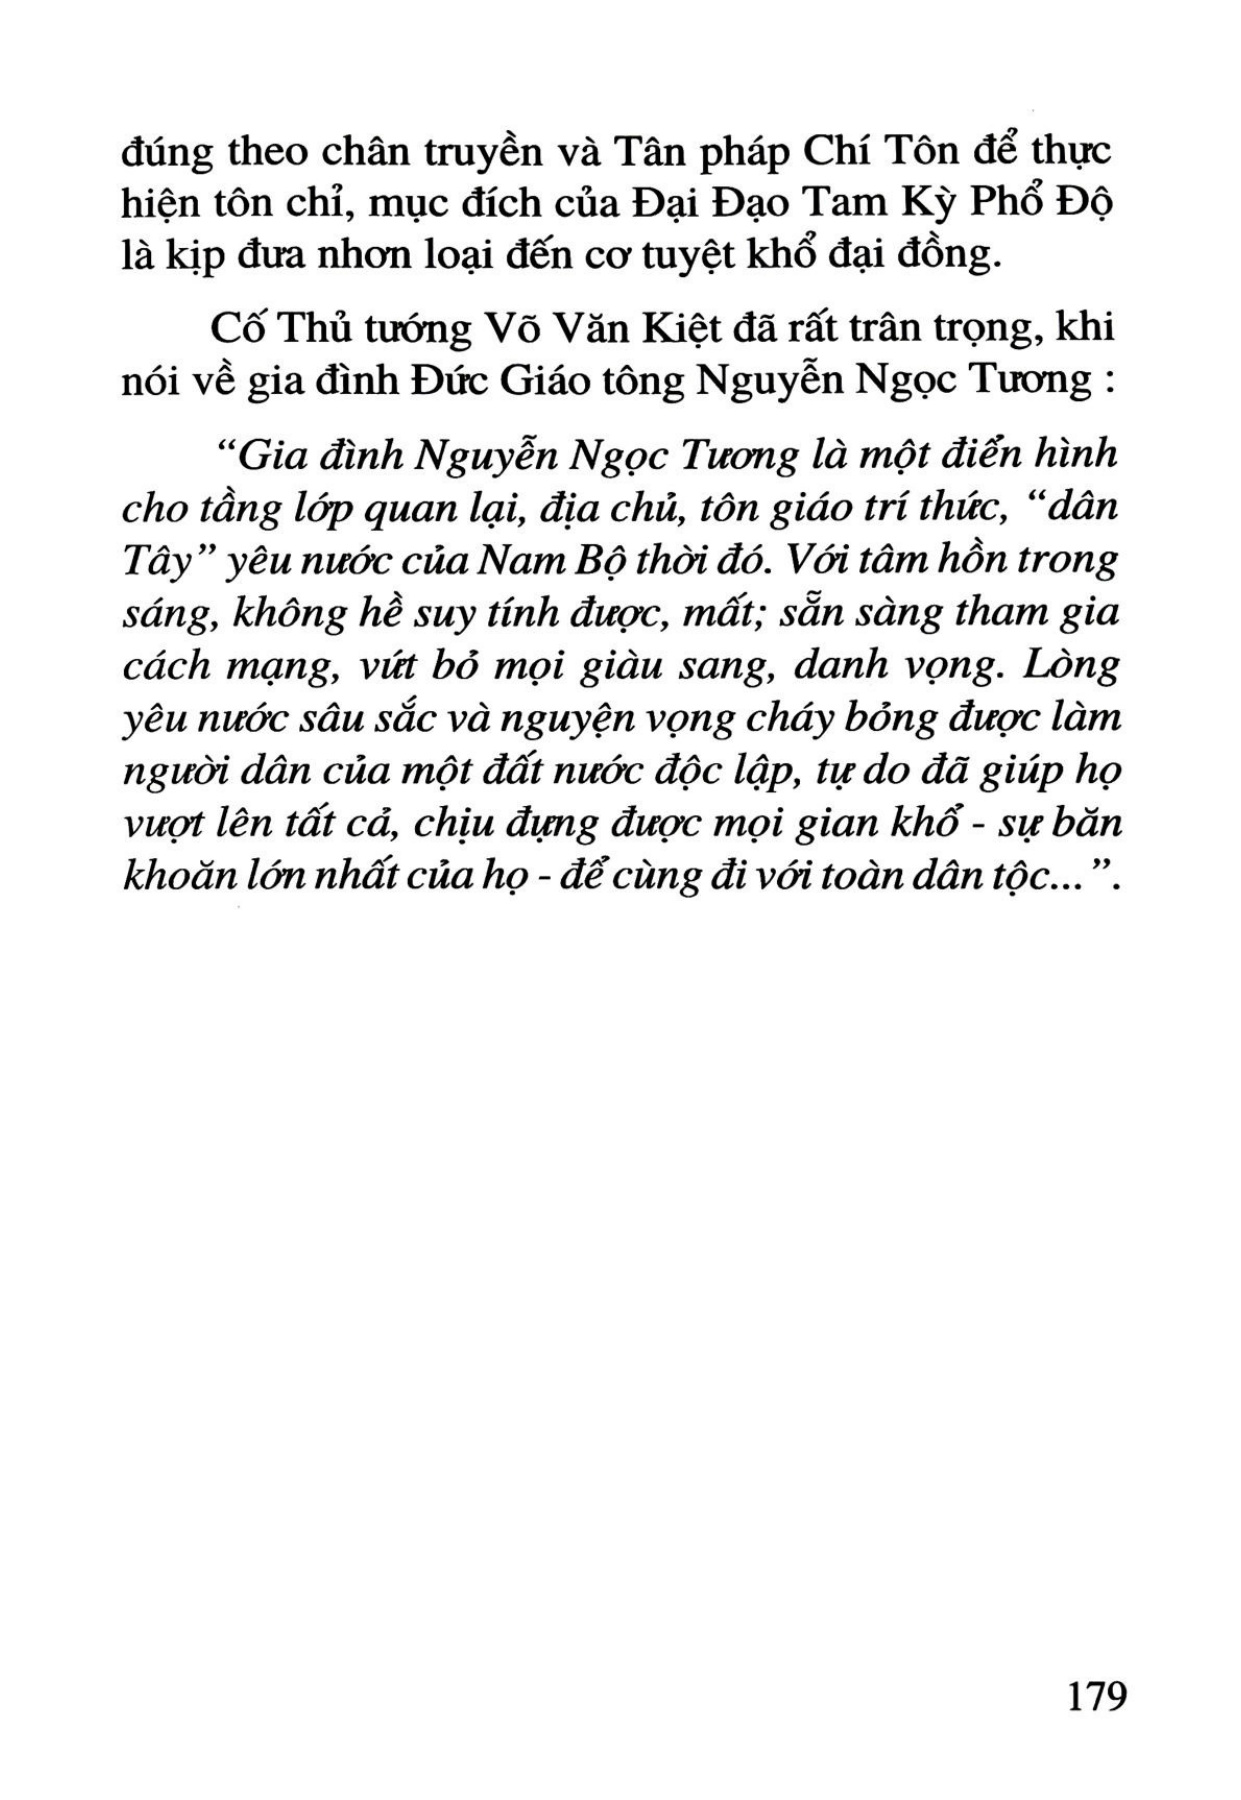 đúng theo chân truyền và Tân pháp Chí Tôn để thực
hiện tôn chỉ, mục đích của Đại Đạo Tam Kỳ Phổ Độ
là kịp đưa nhơn loại đến cơ tuyệt khổ đại đồng.
Cố Thủ tướng Võ Văn Kiệt đã rất trân trọng, khi
nói về gia đình Đức Giáo tông Nguyễn Ngọc Tương :
“Gia đình Nguyễn Ngọc Tương là một điển hình
cho tầng lớp quan lại, địa chủ, tôn giáo trí thức, “dân
Tây” yêu nước của Nam Bộ thời đó. Với tâm hồn trong
sáng, không hề suy tính được, mất; sẵn sàng tham gia
cách mạng, vứt bỏ mọi giàu sang, danh vọng. Lòng
yêu nước sâu sắc và nguyện vọng cháy bỏng được làm
người dân của một đất nước độc lập, tự do đã giúp họ
vượt lên tất cả, chịu đựng được mọi gian khổ - sự băn
khoăn lớn nhất của họ - để cùng đi với toàn dân tộc...”.
179